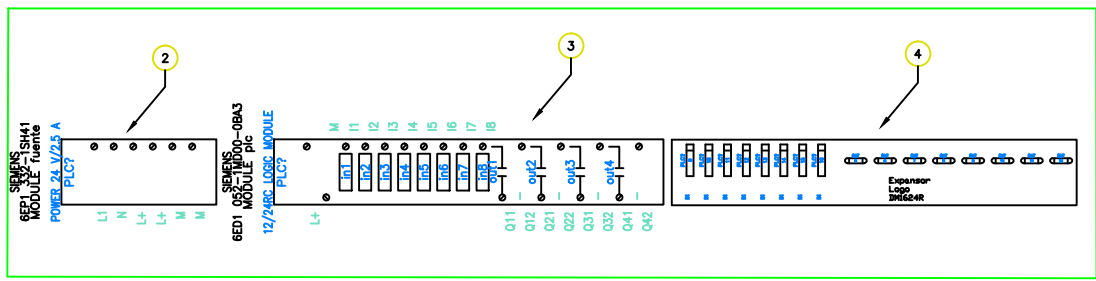 2
3
4
SIEMENS
6EP1 332-1SH41
MODULE fuente
POWER 24 V/2.5 A
PLC?
L1
N
L+
L+
M
M
6ED1 052-1MD00-0BA3
SIEMENS
MODULE plc
12/24RC LOGIC MODULE
PLC?
M
I1
I2
I3
I4
I5
I6
I7
I8
in1
in2
in3
in4
in5
in6
in7
in8
out1
out2
out3
out4
L+
Q11
Q12
Q21
Q22
Q31
Q32
Q41
Q42
Expansor
Logo
DM1624R